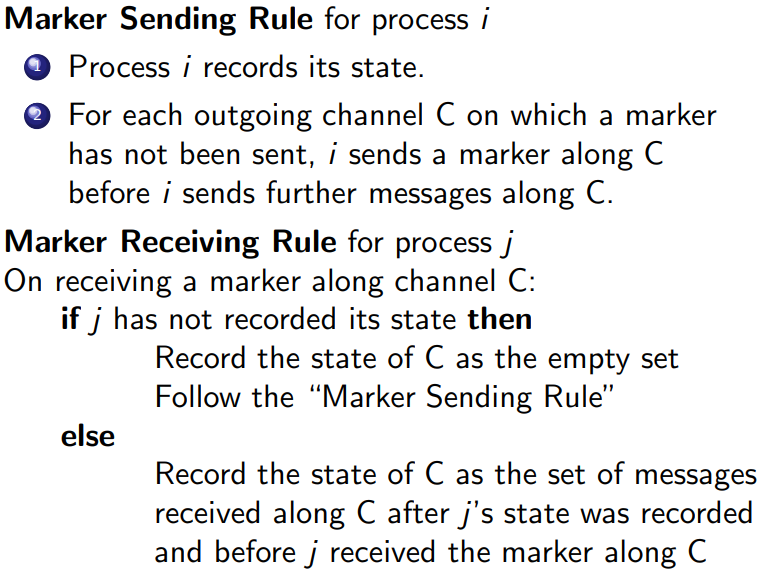 Marker Sending Rule for process i
1 Process i records its state.
2 For each outgoing channel C on which a marker
has not been sent, i sends a marker along C
before i sends further messages along C.
Marker Receiving Rule for process j
On receiving a marker along channel C:
if j has not recorded its state then
Record the state of C as the empty set
Follow the “Marker Sending Rule”
else
Record the state of C as the set of messages
received along C after j’s state was recorded
and before j received the marker along C